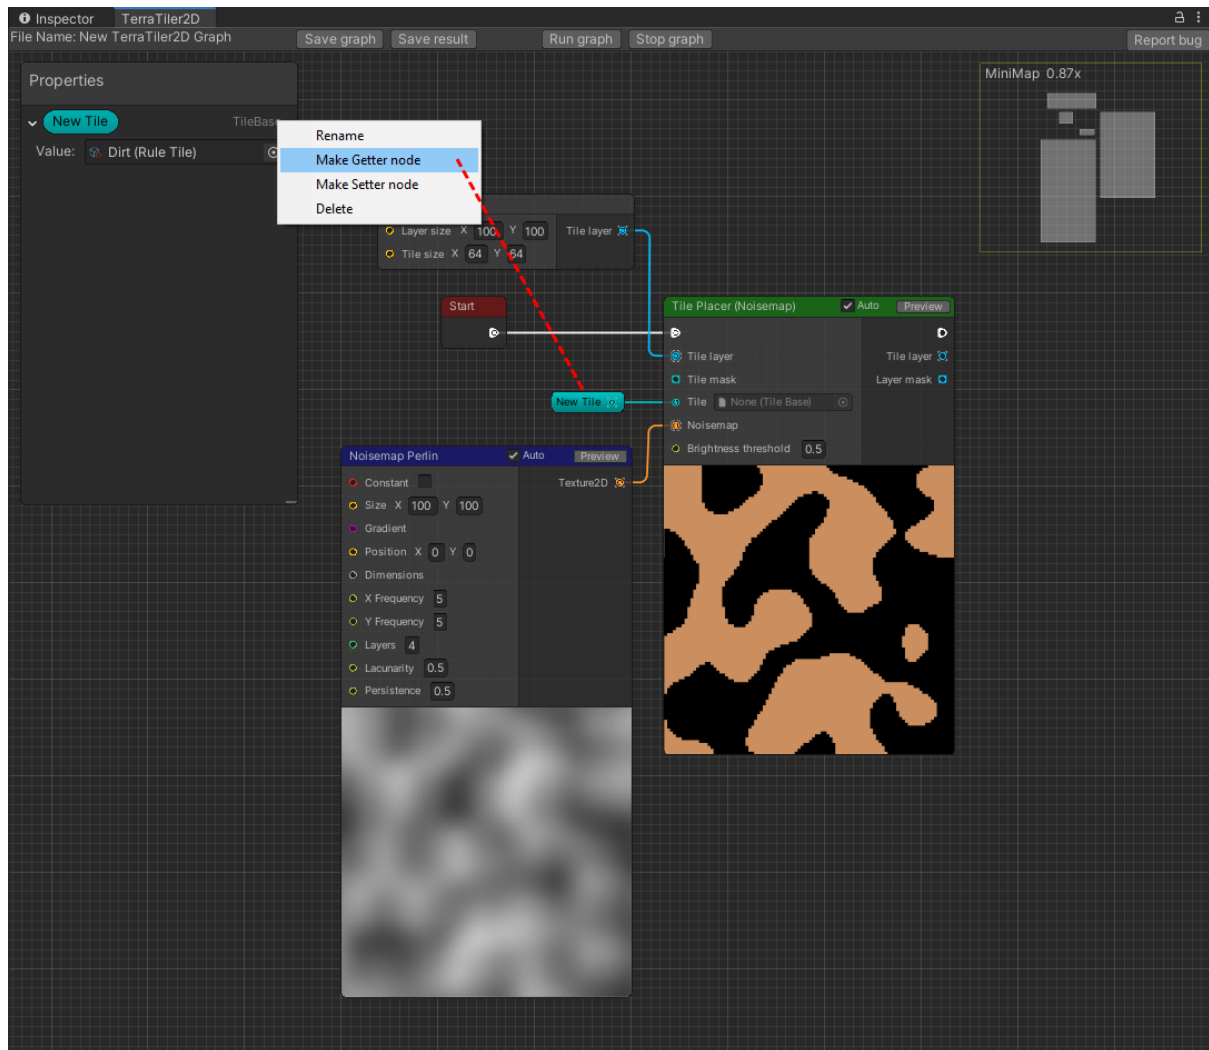 Inspector TerraTiler2D
File Name: New TerraTiler2D Graph Save graph Save result Run graph Stop graph Report bug
Properties
MiniMap 0.87x
New Tile TileBase
Value: Dirt (Rule Tile)
Rename
Make Getter node
Make Setter node
Delete
Layer size X 100 Y 100 Tile layer
Tile size X 64 Y 64
Start
Tile Placer (Noisemap) Auto Preview
Tile layer Tile layer
Tile mask Layer mask
New Tile
Tile None (Tile Base)
Noisemap
Brightness threshold 0.5
Noisemap Perlin Auto Preview
Constant Texture2D
Size X 100 Y 100
Gradient
Position X 0 Y 0
Dimensions
X Frequency 5
Y Frequency 5
Layers 4
Lacunarity 0.5
Persistence 0.5